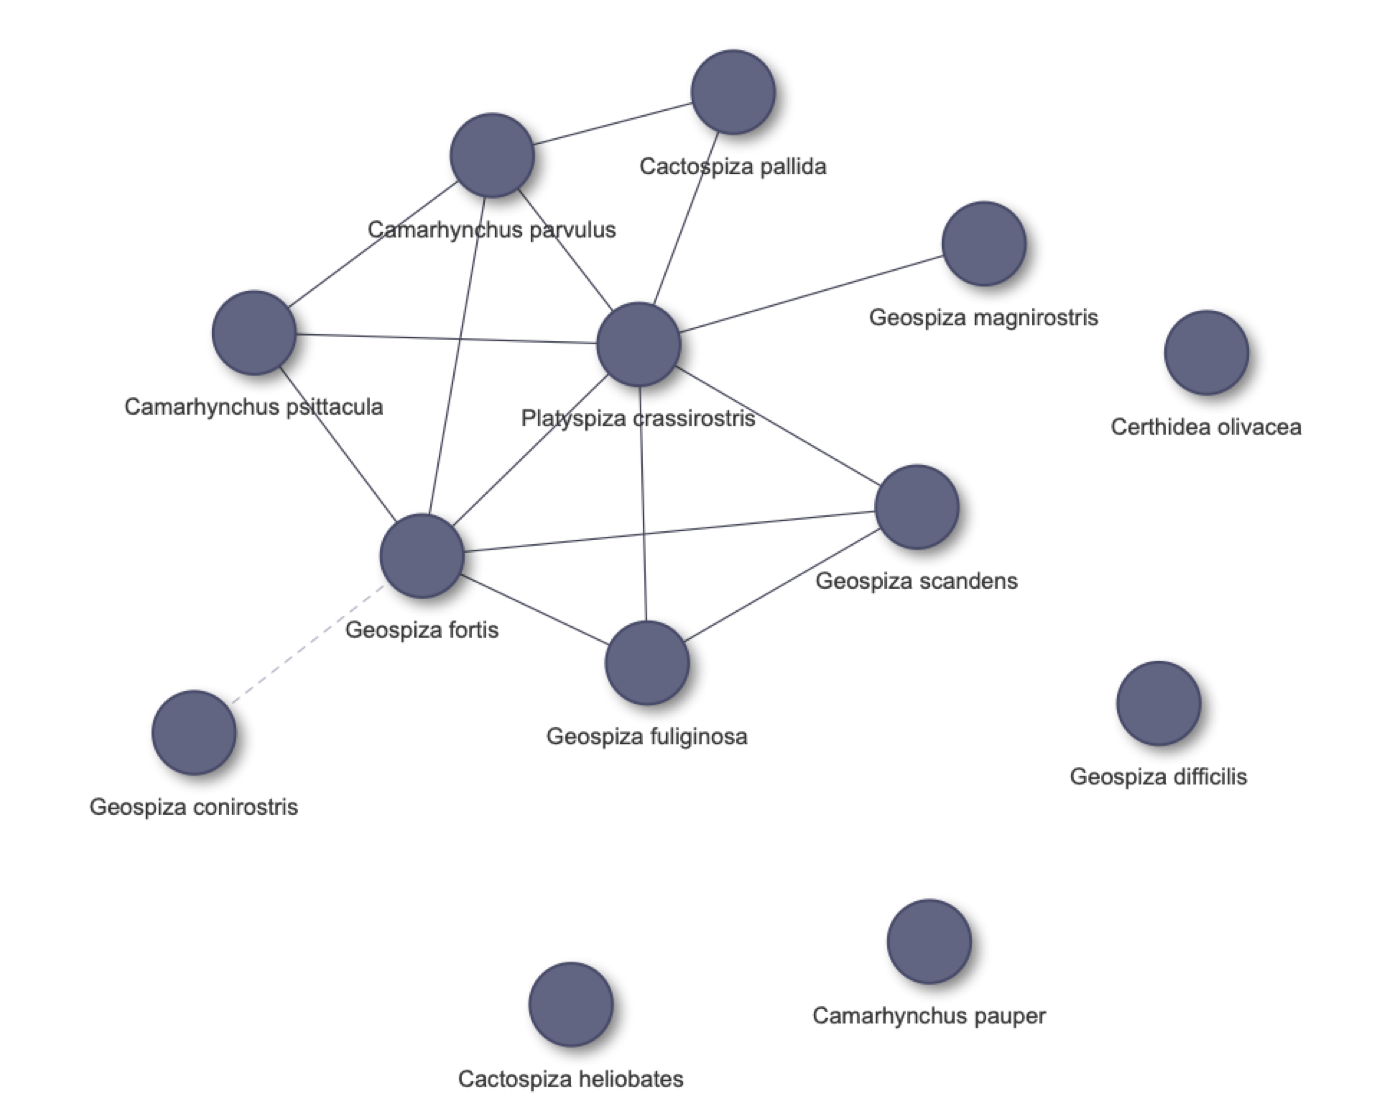 Cactospiza pallida
Camarhynchus parvulus
Geospiza magnirostris
Camarhynchus psittacula
Platyspiza crassirostris
Certhidea olivacea
Geospiza scandens
Geospiza fortis
Geospiza fuliginosa
Geospiza difficilis
Geospiza conirostris
Camarhynchus pauper
Cactospiza heliobates